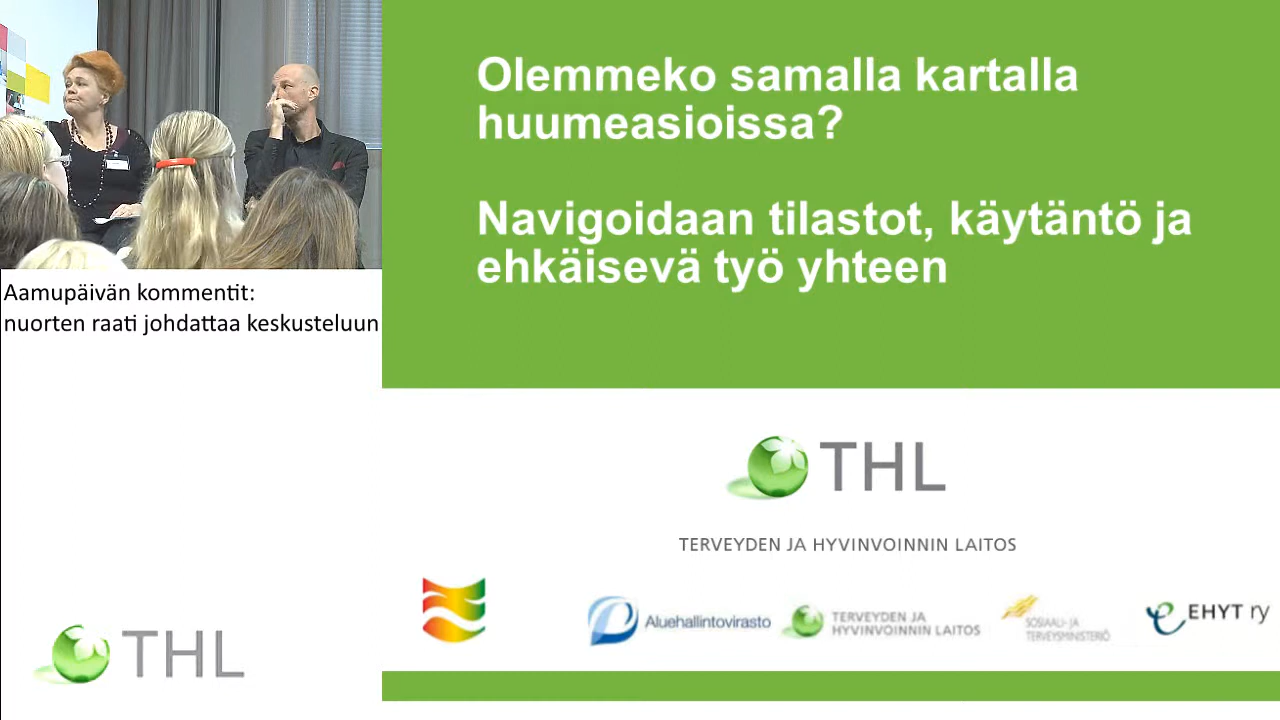 Olemmeko samalla kartalla
huumeasioissa?
Navigoidaan tilastot, käytäntö ja
ehkäisevä työ yhteen
Aamupäivän kommentit:
nuorten raati johdattaa keskusteluun
THL
TERVEYDEN JA HYVINVOINNIN LAITOS
Aluehallintovirasto
TERVEYDEN JA
HYVINVOINNIN LAITOS
SOSIAALI- JA
TERVEYSMINISTERIÖ
EHYT ry
THL